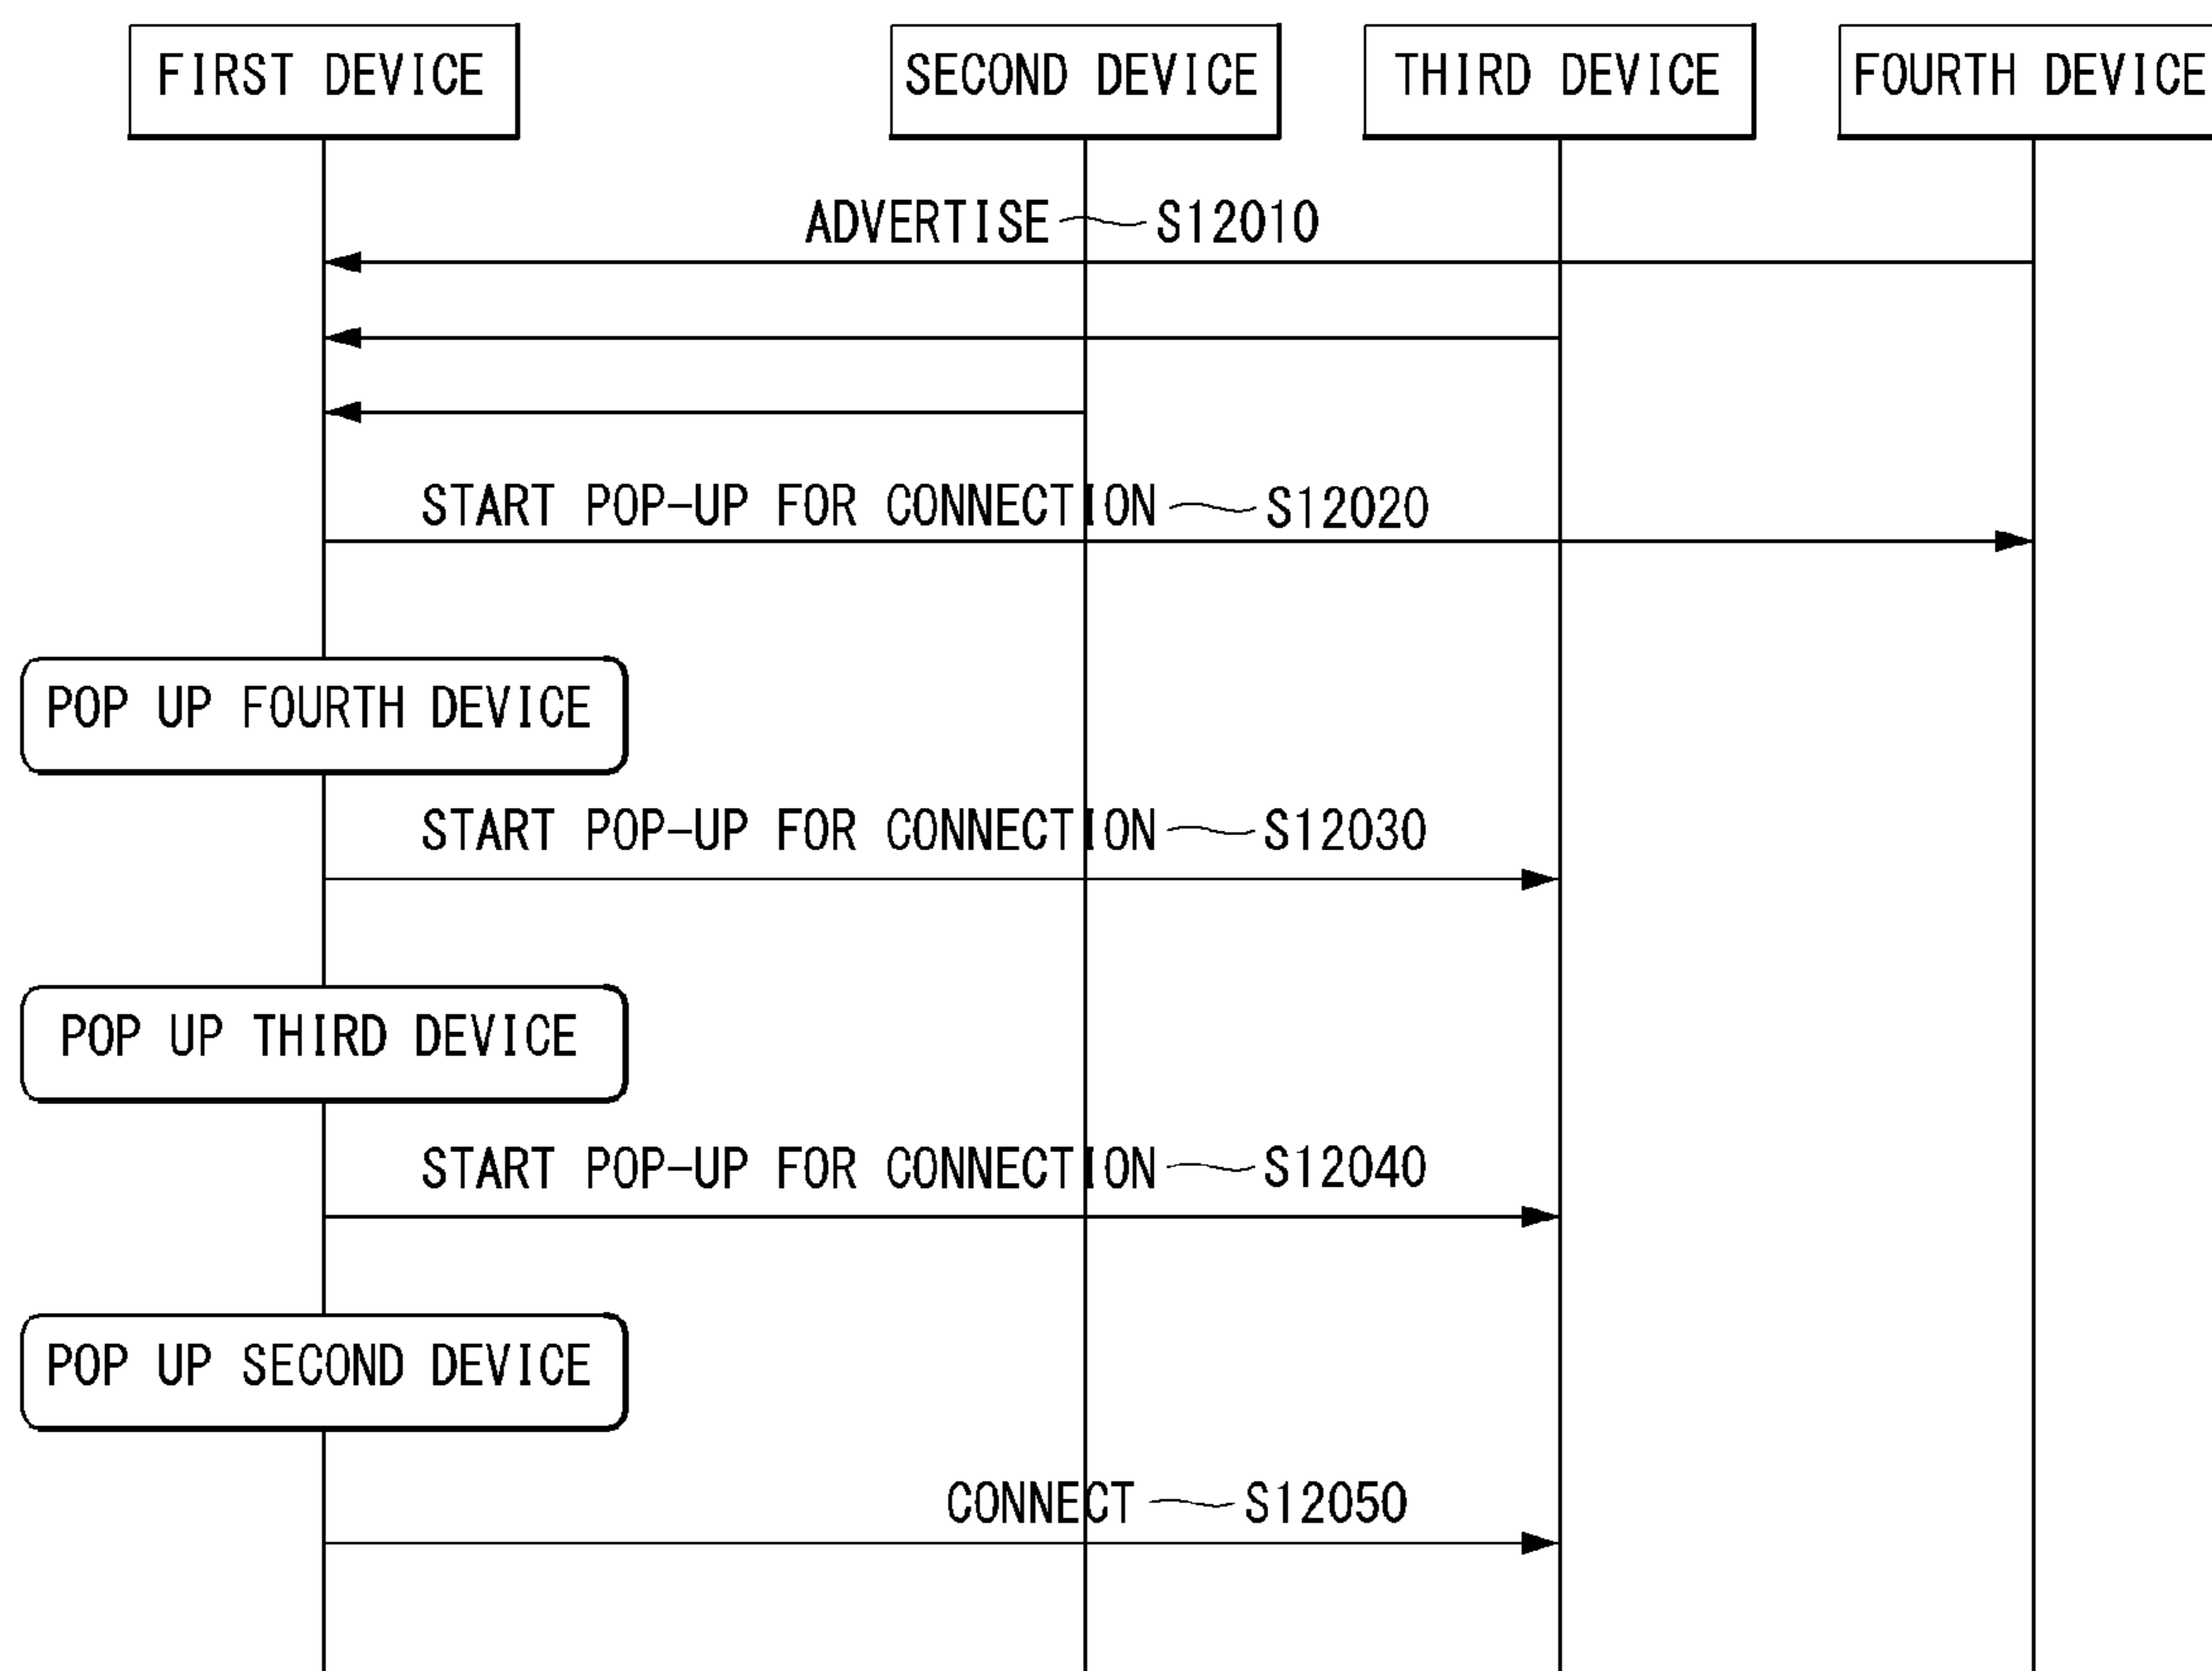 FIRST DEVICE
SECOND DEVICE
THIRD DEVICE
FOURTH DEVICE
ADVERTISE S12010
START POP-UP FOR CONNECTION S12020
POP UP FOURTH DEVICE
START POP-UP FOR CONNECTION S12030
POP UP THIRD DEVICE
START POP-UP FOR CONNECTION S12040
POP UP SECOND DEVICE
CONNECT S12050